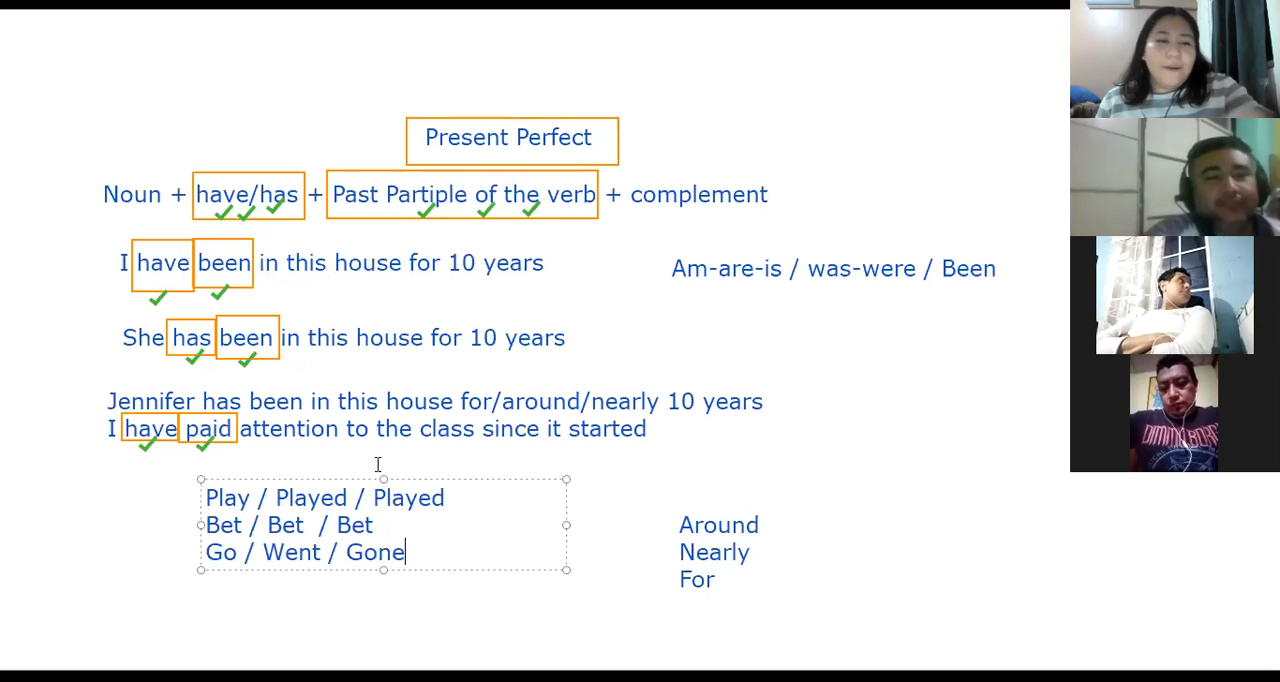 Present Perfect
Noun + have/has + Past Partiple of the verb + complement
I have been in this house for 10 years
Am-are-is / was-were / Been
She has been in this house for 10 years
Jennifer has been in this house for/around/nearly 10 years
I have paid attention to the class since it started
Play / Played / Played
Bet / Bet / Bet
Go / Went / Gone
Around
Nearly
For
DIMMU BORGIR